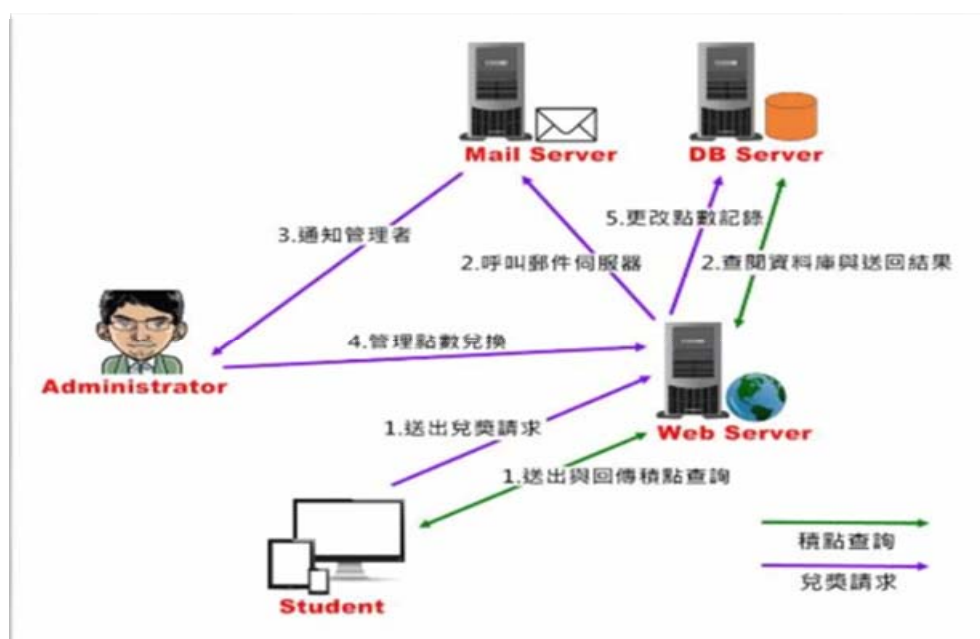 Mail Server
DB Server
3.通知管理者
5.更改點數記錄
2.呼叫郵件伺服器
2.查閱資料庫與送回結果
4.管理點數兌換
Administrator
1.送出兌獎請求
Web Server
1.送出與回傳積點查詢
積點查詢
兌獎請求
Student